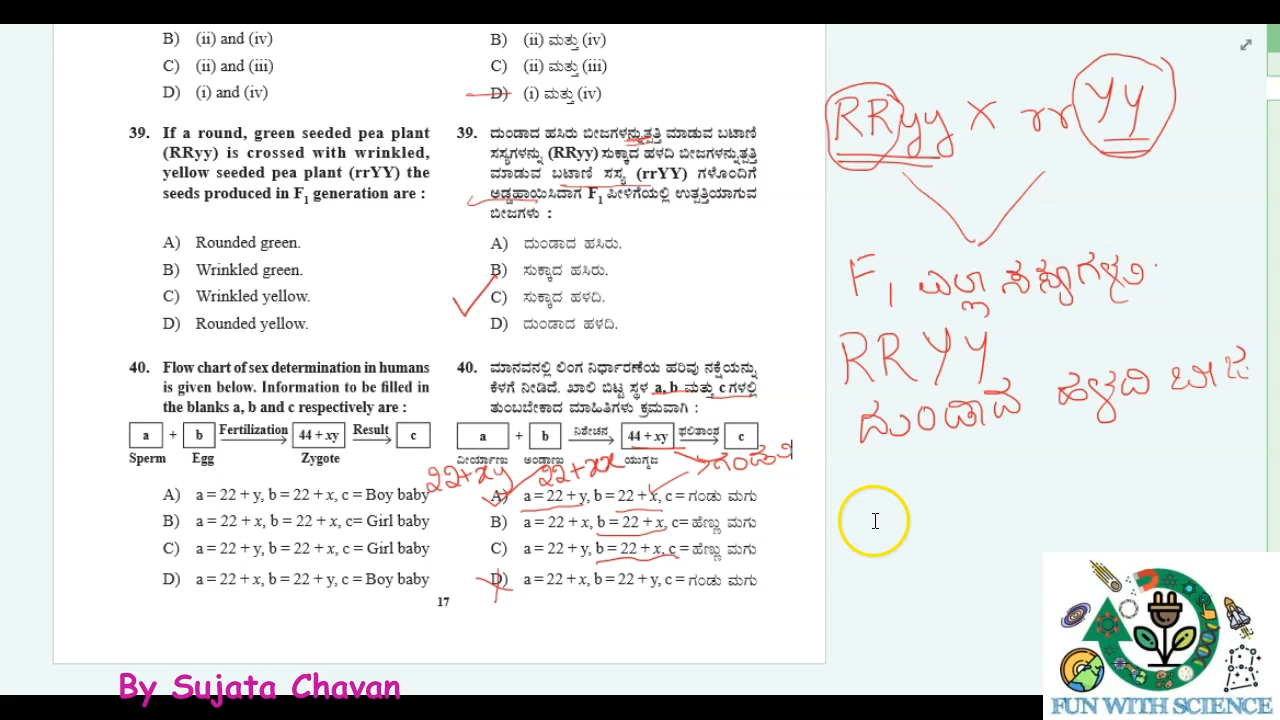 B) (ii) and (iv)
C) (ii) and (iii)
D) (i) and (iv)
39. If a round, green seeded pea plant
(RRyy) is crossed with wrinkled,
yellow seeded pea plant (rrYY) the
seeds produced in F1 generation are :
A) Rounded green.
B) Wrinkled green.
C) Wrinkled yellow.
D) Rounded yellow.
40. Flow chart of sex determination in humans
is given below. Information to be filled in
the blanks a, b and c respectively are :
a + b Fertilization 44 + xy Result c
Sperm Egg Zygote
A) a = 22 + y, b = 22 + x, c = Boy baby
B) a = 22 + x, b = 22 + x, c= Girl baby
C) a = 22 + y, b = 22 + x, c = Girl baby
D) a = 22 + x, b = 22 + y, c = Boy baby
17
B) (ii) ಮತ್ತು (iv)
C) (ii) ಮತ್ತು (iii)
D) (i) ಮತ್ತು (iv)
39. ದುಂಡಾದ ಹಸಿರು ಬೀಜಗಳನ್ನುತ್ಪತ್ತಿ ಮಾಡುವ ಬಟಾಣಿ
ಸಸ್ಯಗಳನ್ನು (RRyy) ಸುಕ್ಕಾದ ಹಳದಿ ಬೀಜಗಳನ್ನುತ್ಪತ್ತಿ
ಮಾಡುವ ಬಟಾಣಿ ಸಸ್ಯ (rrYY) ಗಳೊಂದಿಗೆ
ಅಡ್ಡಹಾಯಿಸಿದಾಗ F1 ಪೀಳಿಗೆಯಲ್ಲಿ ಉತ್ಪತ್ತಿಯಾಗುವ
ಬೀಜಗಳು :
A) ದುಂಡಾದ ಹಸಿರು.
B) ಸುಕ್ಕಾದ ಹಸಿರು.
C) ಸುಕ್ಕಾದ ಹಳದಿ.
D) ದುಂಡಾದ ಹಳದಿ.
40. ಮಾನವನಲ್ಲಿ ಲಿಂಗ ನಿರ್ಧಾರಣೆಯ ಹರಿವು ನಕ್ಷೆಯನ್ನು
ಕೆಳಗೆ ನೀಡಿದೆ. ಖಾಲಿ ಬಿಟ್ಟ ಸ್ಥಳ a, b ಮತ್ತು c ಗಳಲ್ಲಿ
ತುಂಬಬೇಕಾದ ಮಾಹಿತಿಗಳು ಕ್ರಮವಾಗಿ :
a + b ನಿಶೇಚನ 44 + xy ಫಲಿತಾಂಶ c
ವೀರ್ಯಾಣು ಅಂಡಾಣು ಯುಗ್ಮಜ
22+xy 22+xx
A) a = 22 + y, b = 22 + x, c = ಗಂಡು ಮಗು
B) a = 22 + x, b = 22 + x, c= ಹೆಣ್ಣು ಮಗು
C) a = 22 + y, b = 22 + x, c = ಹೆಣ್ಣು ಮಗು
D) a = 22 + x, b = 22 + y, c = ಗಂಡು ಮಗು
RRyy × rr YY
F1 ಎಲ್ಲಾ
RRYy
ದುಂಡಾದ ಹಳದಿ ಬೀಜ
By Sujata Chavan
FUN WITH SCIENCE